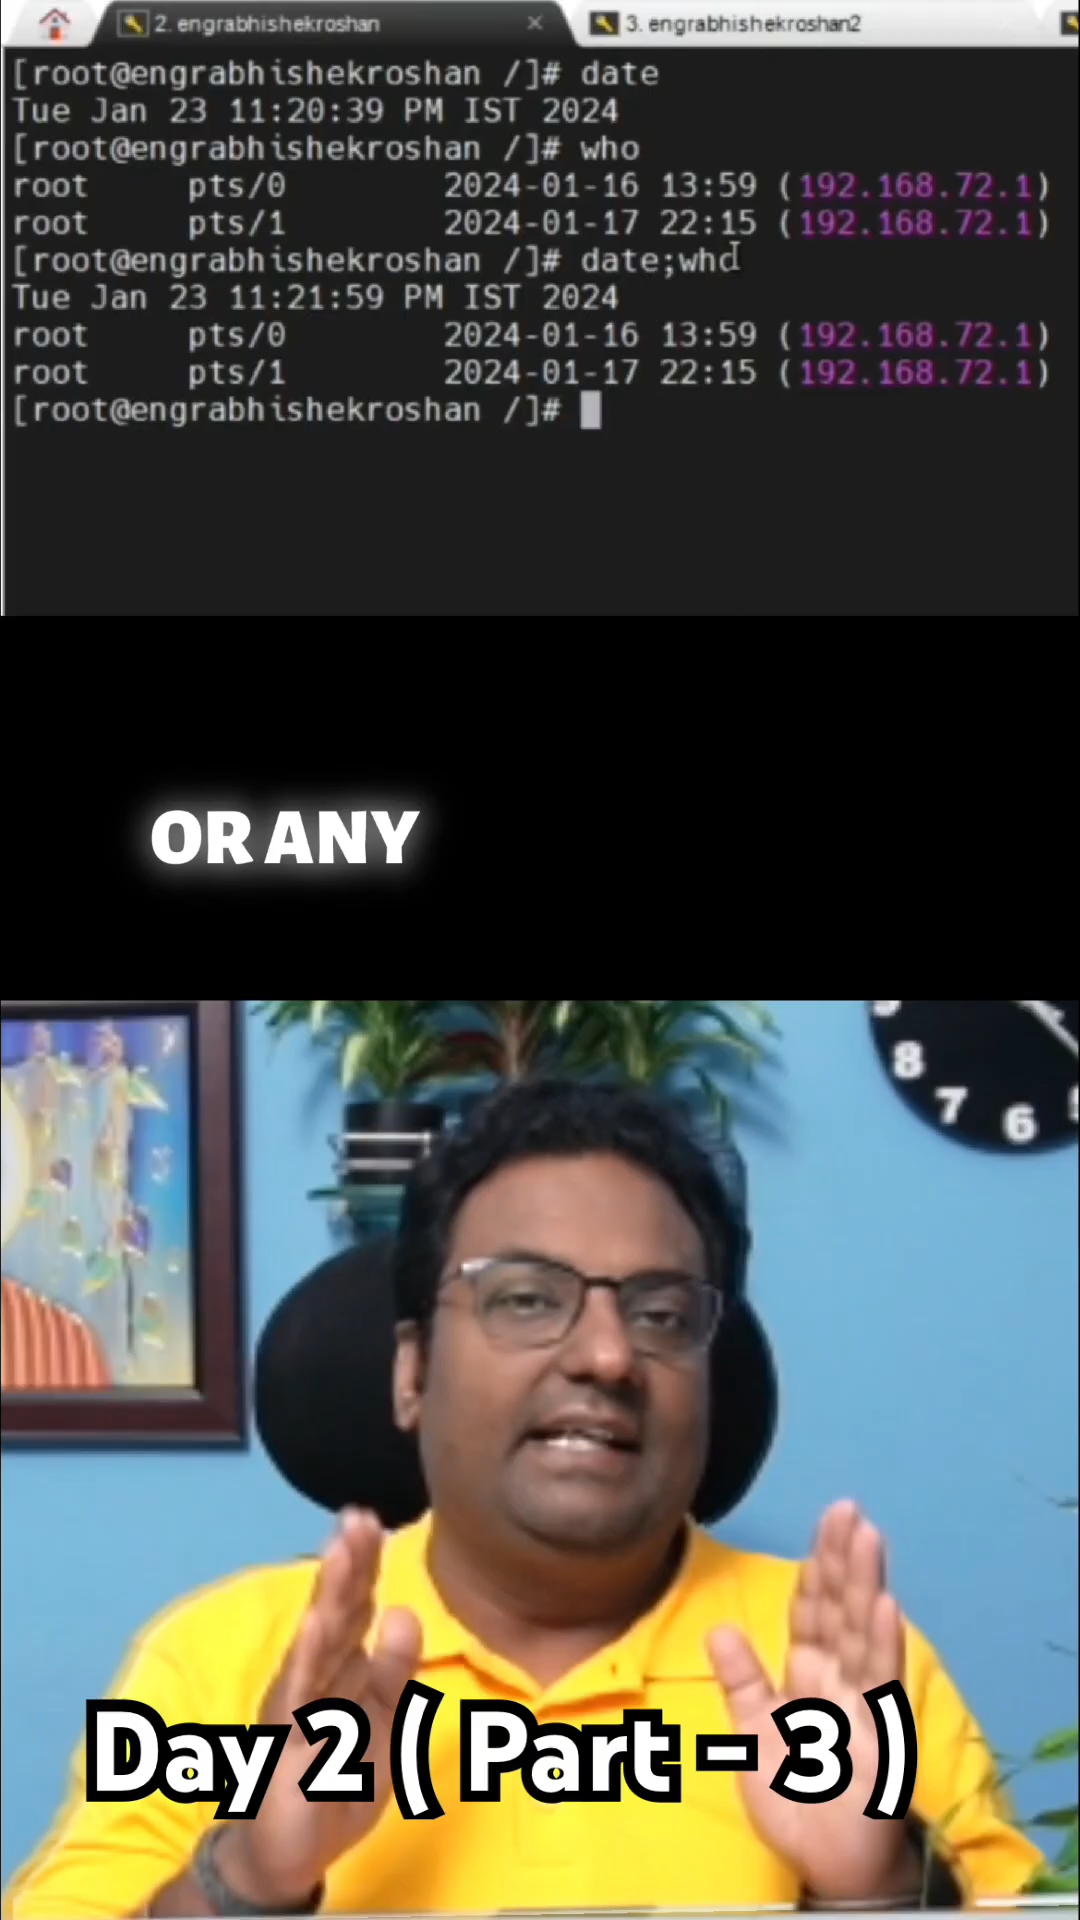 2. engrabhishekroshan
3. engrabhishekroshan2
[root@engrabhishekroshan /]# date
Tue Jan 23 11:20:39 PM IST 2024
[root@engrabhishekroshan /]# who
root pts/0 2024-01-16 13:59 (192.168.72.1)
root pts/1 2024-01-17 22:15 (192.168.72.1)
[root@engrabhishekroshan /]# date;who
Tue Jan 23 11:21:59 PM IST 2024
root pts/0 2024-01-16 13:59 (192.168.72.1)
root pts/1 2024-01-17 22:15 (192.168.72.1)
[root@engrabhishekroshan /]#
OR ANY
8
7
6
Day 2 ( Part - 3 )